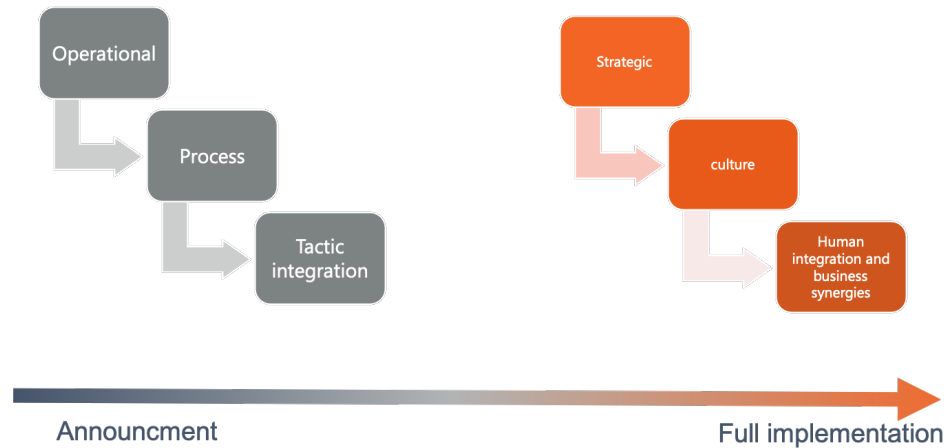 Operational
Process
Tactic
integration
Strategic
culture
Human
integration and
business
synergies
Announcment
Full implementation